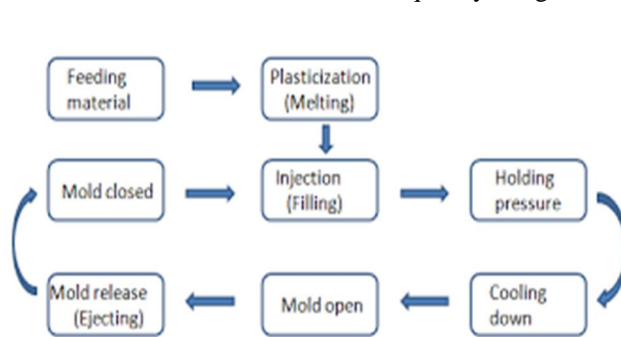 Feeding
material
Plasticization
(Melting)
Mold closed
Injection
(Filling)
Holding
pressure
Mold release
(Ejecting)
Mold open
Cooling
down